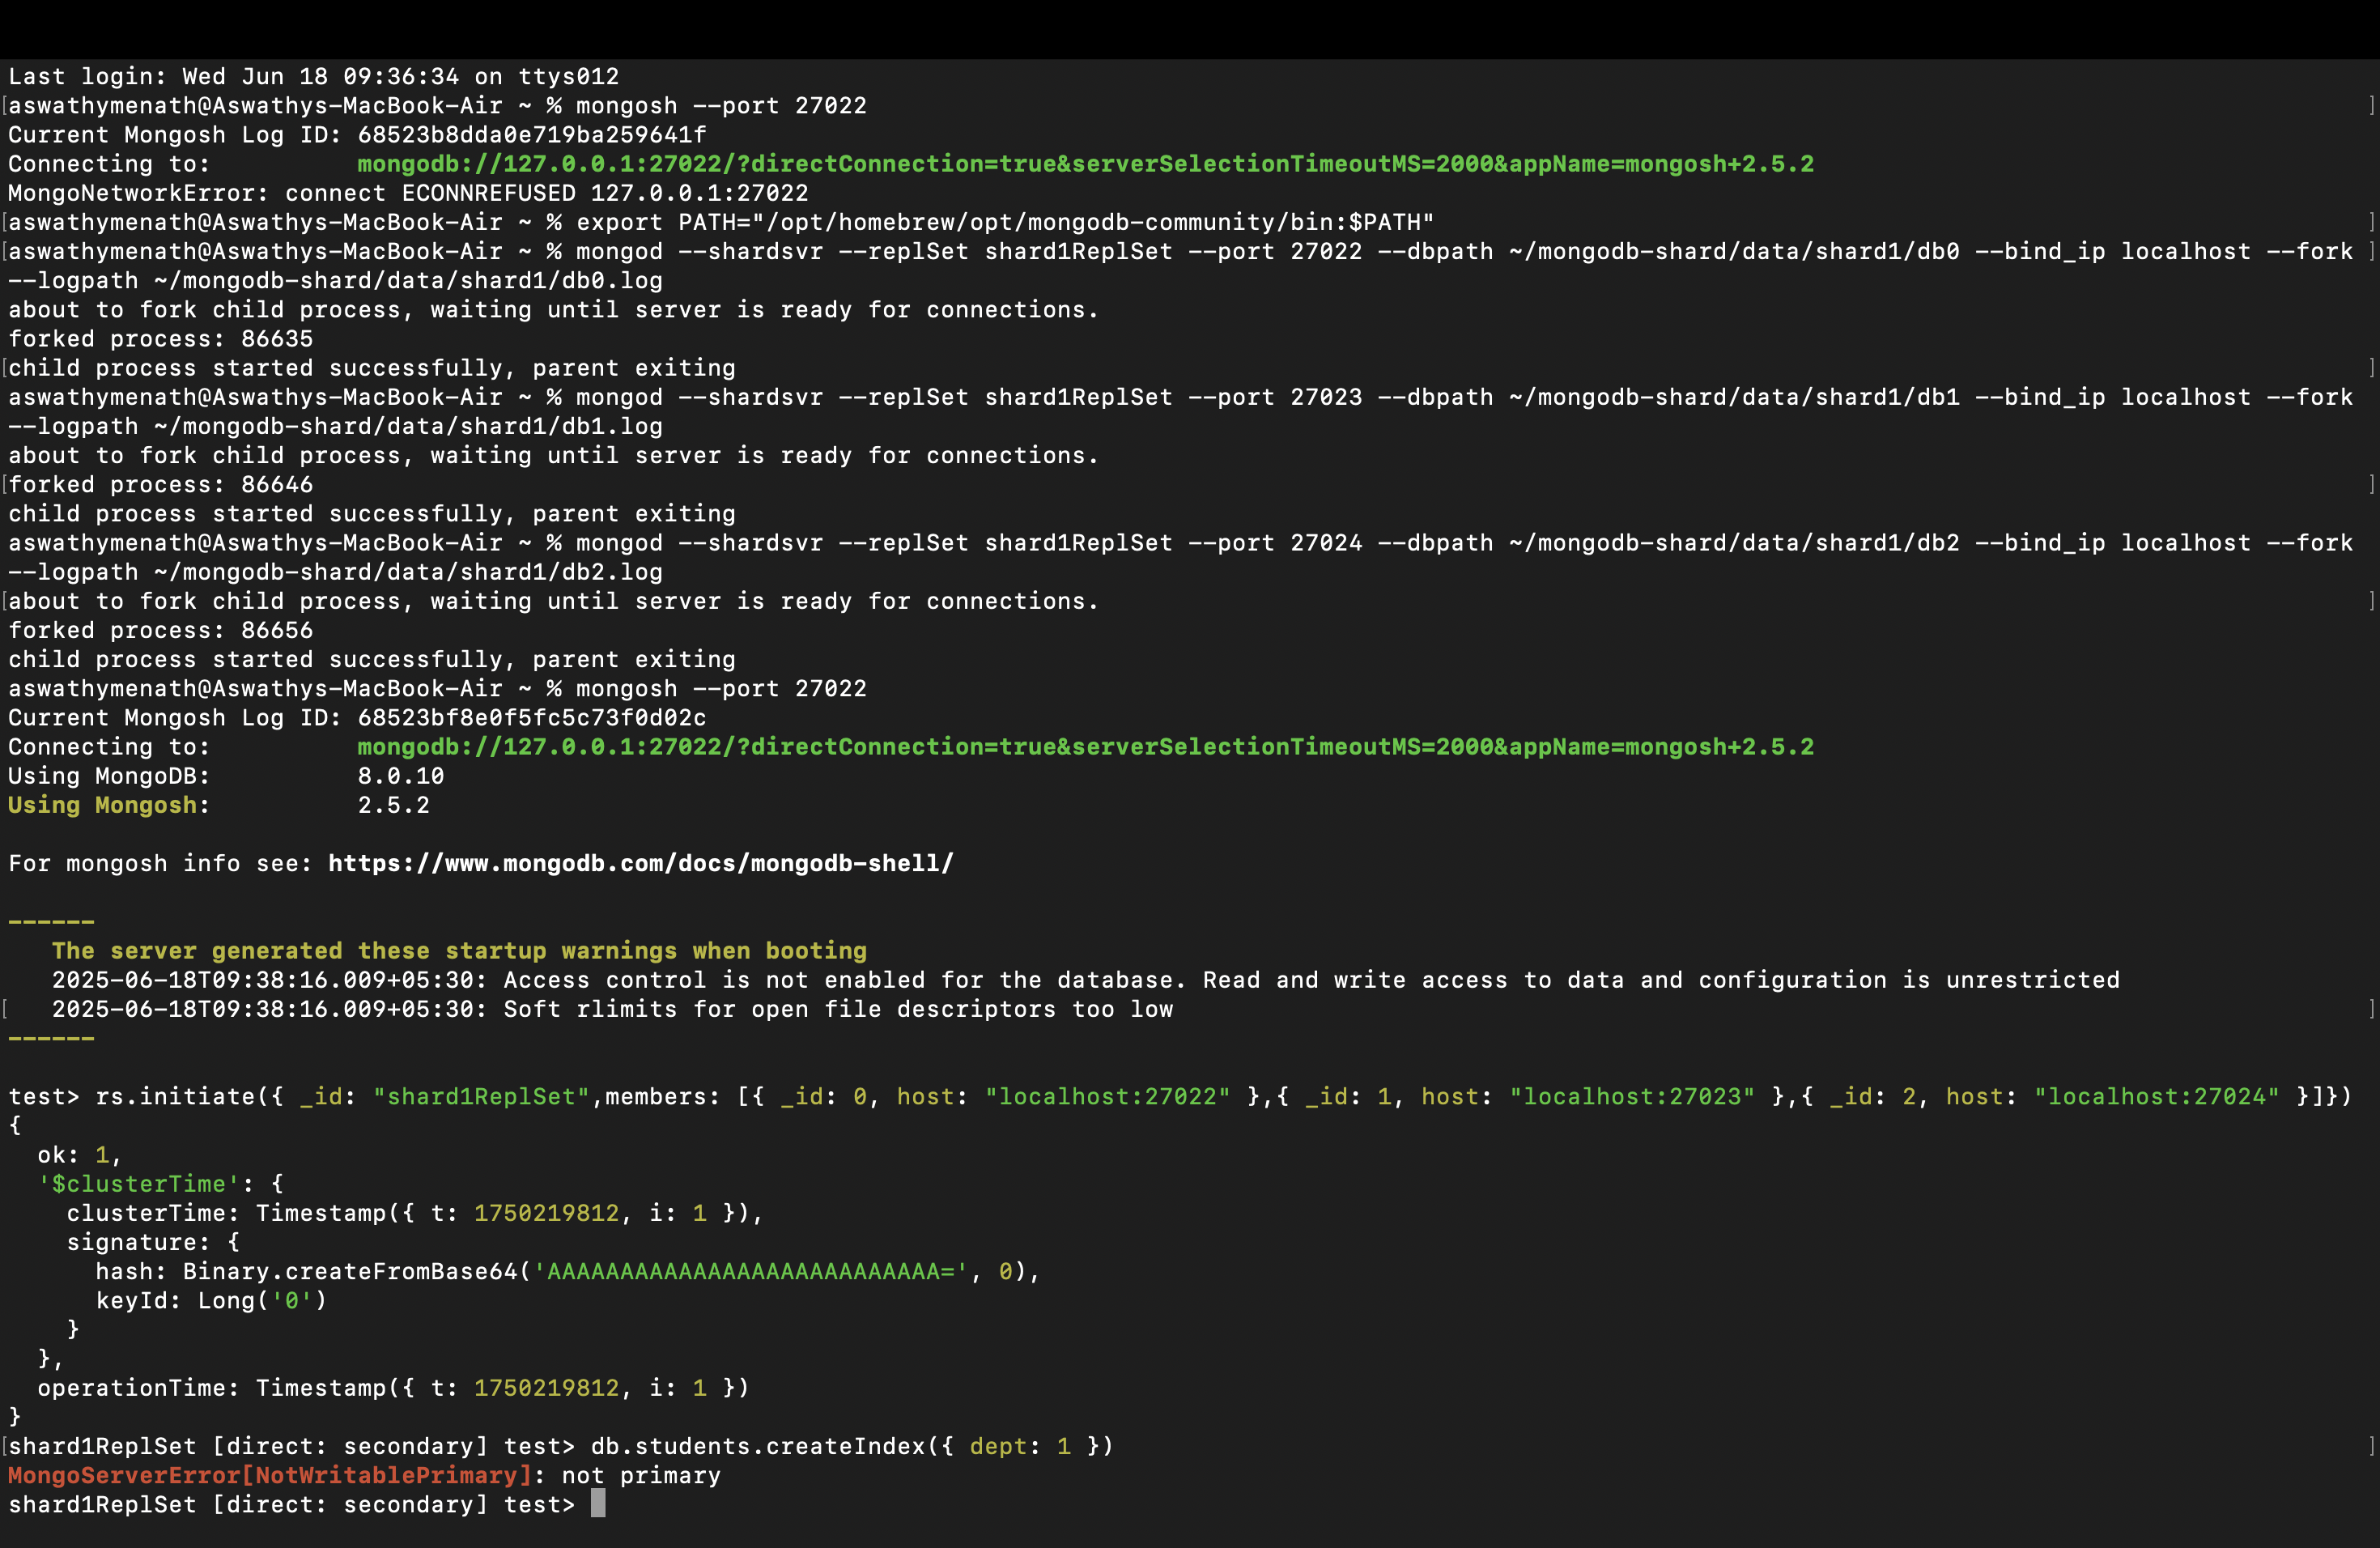 Last login: Wed Jun 18 09:36:34 on ttys012
[aswathymenath@Aswathys-MacBook-Air ~ % mongosh --port 27022 ]
Current Mongosh Log ID: 68523b8dda0e719ba259641f
Connecting to: mongodb://127.0.0.1:27022/?directConnection=true&serverSelectionTimeoutMS=2000&appName=mongosh+2.5.2
MongoNetworkError: connect ECONNREFUSED 127.0.0.1:27022
[aswathymenath@Aswathys-MacBook-Air ~ % export PATH="/opt/homebrew/opt/mongodb-community/bin:$PATH" ]
[aswathymenath@Aswathys-MacBook-Air ~ % mongod --shardsvr --replSet shard1ReplSet --port 27022 --dbpath ~/mongodb-shard/data/shard1/db0 --bind_ip localhost --fork ]
--logpath ~/mongodb-shard/data/shard1/db0.log
about to fork child process, waiting until server is ready for connections.
forked process: 86635
[child process started successfully, parent exiting ]
aswathymenath@Aswathys-MacBook-Air ~ % mongod --shardsvr --replSet shard1ReplSet --port 27023 --dbpath ~/mongodb-shard/data/shard1/db1 --bind_ip localhost --fork
--logpath ~/mongodb-shard/data/shard1/db1.log
about to fork child process, waiting until server is ready for connections.
[forked process: 86646 ]
child process started successfully, parent exiting
aswathymenath@Aswathys-MacBook-Air ~ % mongod --shardsvr --replSet shard1ReplSet --port 27024 --dbpath ~/mongodb-shard/data/shard1/db2 --bind_ip localhost --fork
--logpath ~/mongodb-shard/data/shard1/db2.log
[about to fork child process, waiting until server is ready for connections. ]
forked process: 86656
child process started successfully, parent exiting
aswathymenath@Aswathys-MacBook-Air ~ % mongosh --port 27022
Current Mongosh Log ID: 68523bf8e0f5fc5c73f0d02c
Connecting to: mongodb://127.0.0.1:27022/?directConnection=true&serverSelectionTimeoutMS=2000&appName=mongosh+2.5.2
Using MongoDB: 8.0.10
Using Mongosh: 2.5.2
For mongosh info see: https://www.mongodb.com/docs/mongodb-shell/
------
The server generated these startup warnings when booting
2025-06-18T09:38:16.009+05:30: Access control is not enabled for the database. Read and write access to data and configuration is unrestricted
[ 2025-06-18T09:38:16.009+05:30: Soft rlimits for open file descriptors too low ]
------
test> rs.initiate({ _id: "shard1ReplSet",members: [{ _id: 0, host: "localhost:27022" },{ _id: 1, host: "localhost:27023" },{ _id: 2, host: "localhost:27024" }]})
{
ok: 1,
'$clusterTime': {
clusterTime: Timestamp({ t: 1750219812, i: 1 }),
signature: {
hash: Binary.createFromBase64('AAAAAAAAAAAAAAAAAAAAAAAAAAA=', 0),
keyId: Long('0')
}
},
operationTime: Timestamp({ t: 1750219812, i: 1 })
}
[shard1ReplSet [direct: secondary] test> db.students.createIndex({ dept: 1 }) ]
MongoServerError[NotWritablePrimary]: not primary
shard1ReplSet [direct: secondary] test>